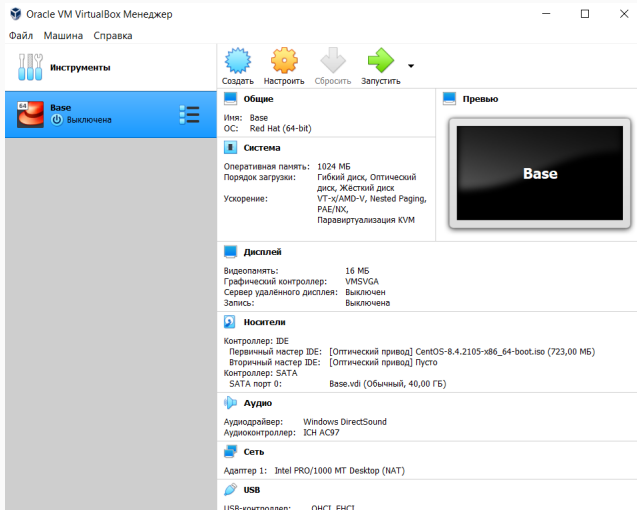 Oracle VM VirtualBox Менеджер
Файл Машина Справка
Инструменты
64
Base
Выключена
Создать Настроить Сбросить Запустить
Общие
Имя: Base
ОС: Red Hat (64-bit)
Превью
Base
Система
Оперативная память: 1024 МБ
Порядок загрузки: Гибкий диск, Оптический
диск, Жёсткий диск
Ускорение: VT-x/AMD-V, Nested Paging,
PAE/NX,
Паравиртуализация KVM
Дисплей
Видеопамять: 16 МБ
Графический контроллер: VMSVGA
Сервер удалённого дисплея: Выключен
Запись: Выключена
Носители
Контроллер: IDE
Первичный мастер IDE: [Оптический привод] CentOS-8.4.2105-x86_64-boot.iso (723,00 МБ)
Вторичный мастер IDE: [Оптический привод] Пусто
Контроллер: SATA
SATA порт 0: Base.vdi (Обычный, 40,00 ГБ)
Аудио
Аудиодрайвер: Windows DirectSound
Аудиоконтроллер: ICH AC97
Сеть
Адаптер 1: Intel PRO/1000 MT Desktop (NAT)
USB
USB-контроллер: OHCI, EHCI